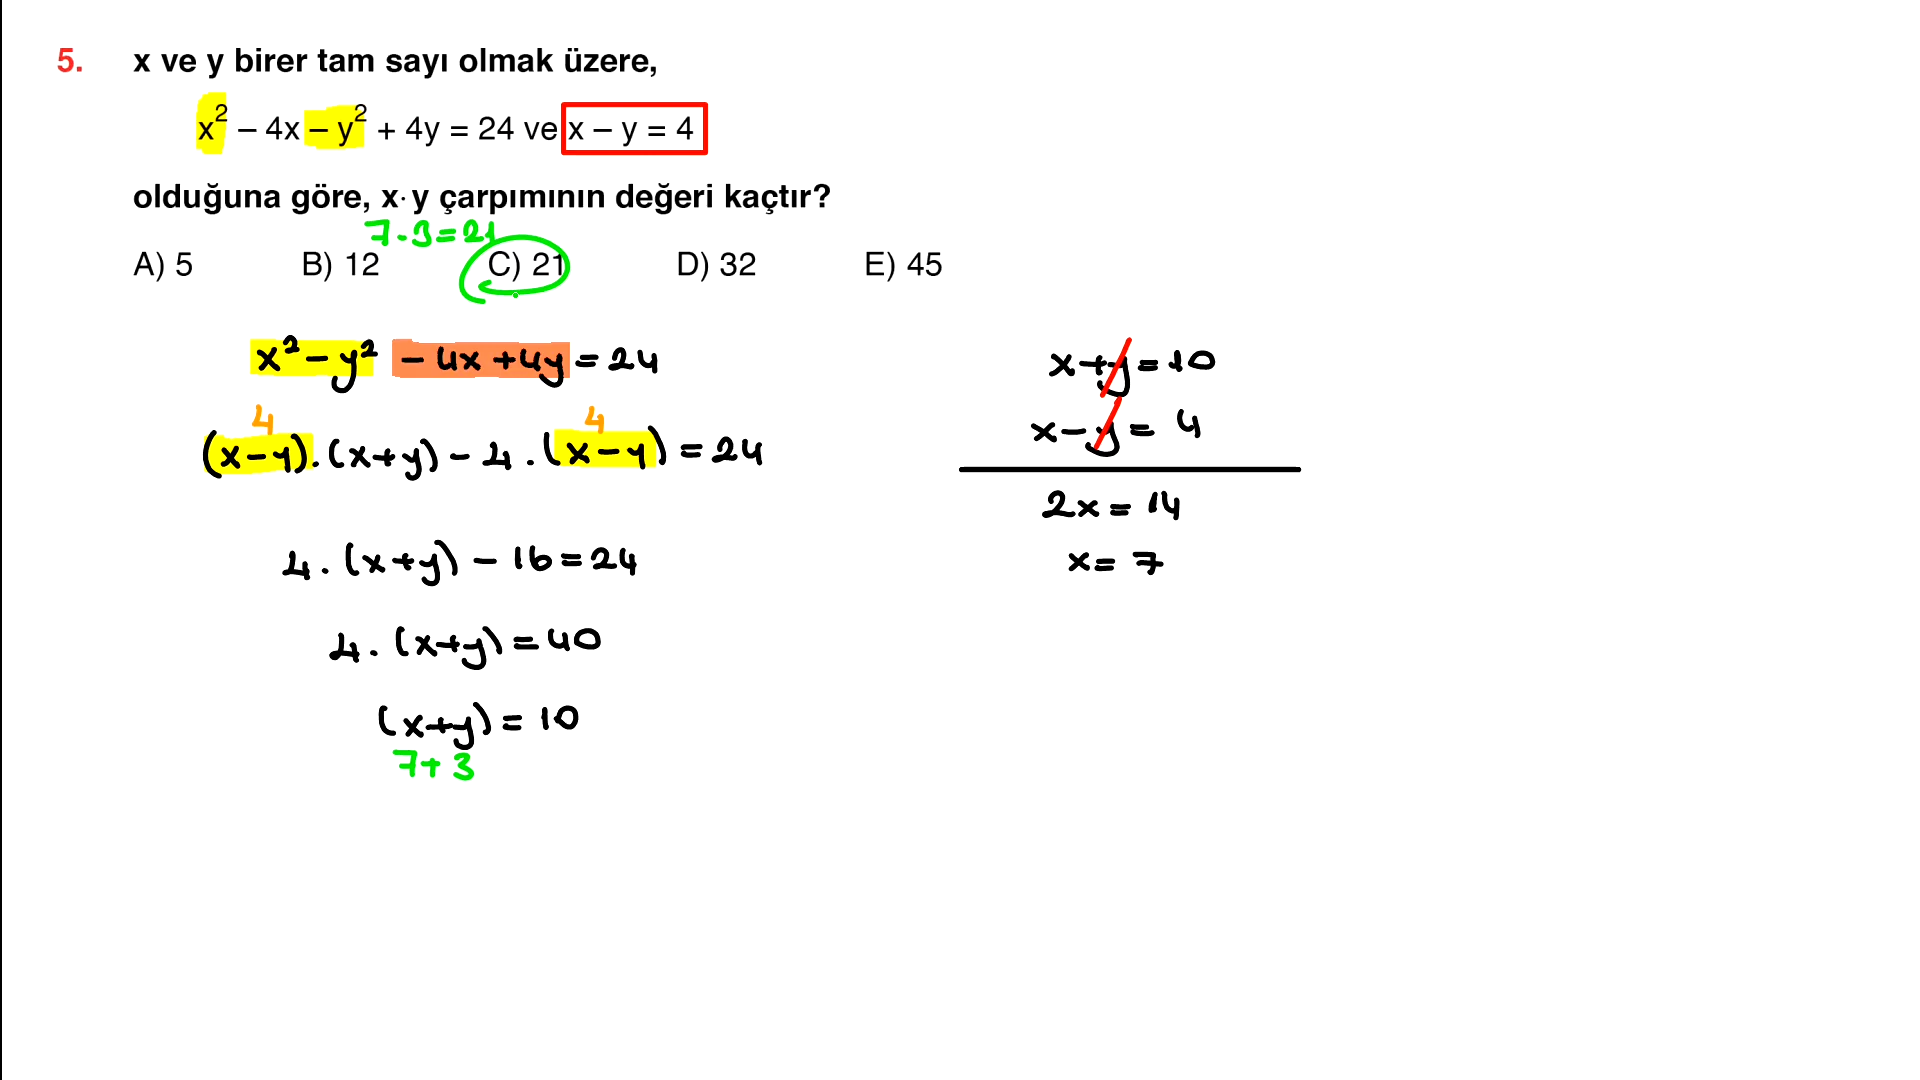 5. x ve y birer tam sayı olmak üzere,
x² – 4x – y² + 4y = 24 ve x – y = 4
olduğuna göre, x·y çarpımının değeri kaçtır?
7·3=21
A) 5 B) 12 C) 21 D) 32 E) 45
x²-y² -4x+4y=24
4 4
(x-y)·(x+y)-4·(x-y)=24
4·(x+y)-16=24
4·(x+y)=40
(x+y)=10
7+3
x+y=10
x-y=4
2x=14
x=7